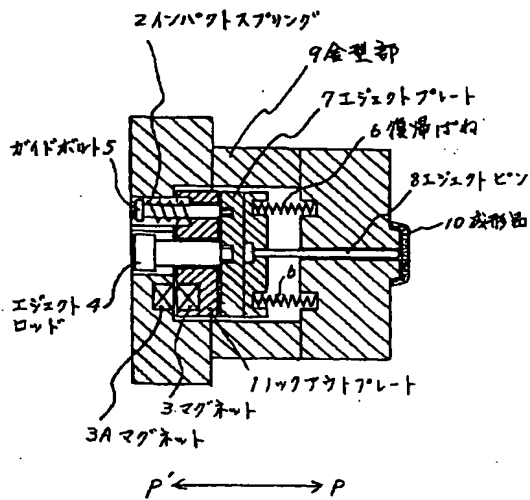 2インパクトスプリング
9金型部
7エジェクトプレート
6復帰ばね
ガイドボルト5
8エジェクトピン
10成形品
エジェクト4
ロッド
6
1ノックアウトプレート
3.マグネット
3Aマグネット
P' P